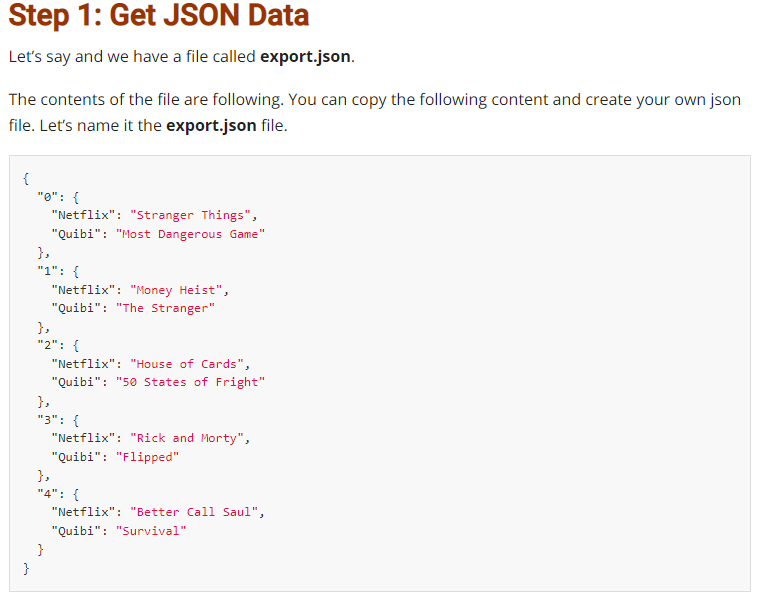 Step 1: Get JSON Data
Let’s say and we have a file called export.json.
The contents of the file are following. You can copy the following content and create your own json
file. Let’s name it the export.json file.
{
  "0": {
    "Netflix": "Stranger Things",
    "Quibi": "Most Dangerous Game"
  },
  "1": {
    "Netflix": "Money Heist",
    "Quibi": "The Stranger"
  },
  "2": {
    "Netflix": "House of Cards",
    "Quibi": "50 States of Fright"
  },
  "3": {
    "Netflix": "Rick and Morty",
    "Quibi": "Flipped"
  },
  "4": {
    "Netflix": "Better Call Saul",
    "Quibi": "Survival"
  }
}